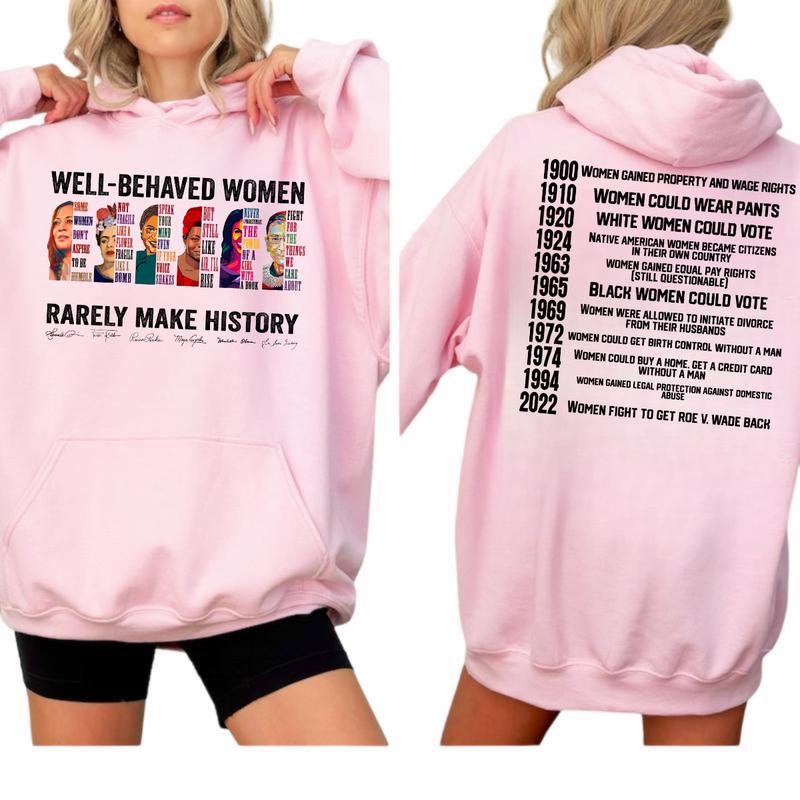 WELL-BEHAVED WOMEN
SOME WOMEN DON'T ASPIRE TO BE
NOT FRAGILE LIKE A FLOWER FRAGILE LIKE A BOMB
SPEAK YOUR MIND EVEN IF YOUR VOICE SHAKES
BUT STILL LIKE AIR, I'LL RISE
NEVER THE POWER OF A GIRL WITH A BOOK
FIGHT FOR THE THINGS WE CARE ABOUT
RARELY MAKE HISTORY
1900 WOMEN GAINED PROPERTY AND WAGE RIGHTS
1910 WOMEN COULD WEAR PANTS
1920 WHITE WOMEN COULD VOTE
1924 NATIVE AMERICAN WOMEN BECAME CITIZENS
IN THEIR OWN COUNTRY
1963 WOMEN GAINED EQUAL PAY RIGHTS
(STILL QUESTIONABLE)
1965 BLACK WOMEN COULD VOTE
1969 WOMEN WERE ALLOWED TO INITIATE DIVORCE
FROM THEIR HUSBANDS
1972 WOMEN COULD GET BIRTH CONTROL WITHOUT A MAN
1974 WOMEN COULD BUY A HOME. GET A CREDIT CARD
WITHOUT A MAN
1994 WOMEN GAINED LEGAL PROTECTION AGAINST DOMESTIC
ABUSE
2022 WOMEN FIGHT TO GET ROE V. WADE BACK